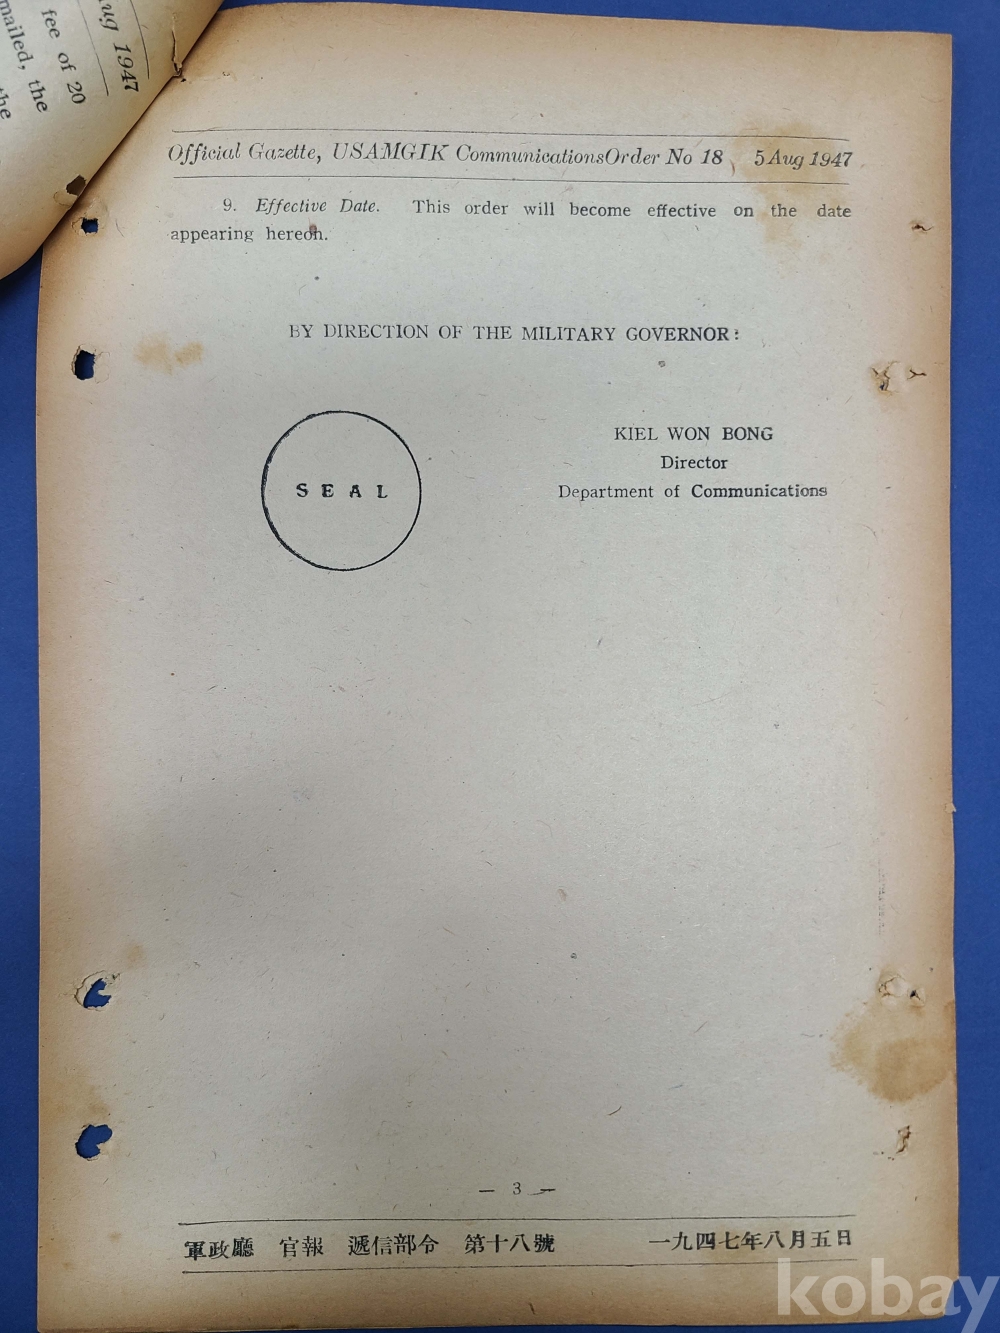 Aug 1947
fee of 20
mailed, the
the
Official Gazette, USAMGIK CommunicationsOrder No 18 5 Aug 1947
9. Effective Date. This order will become effective on the date
appearing hereon.
BY DIRECTION OF THE MILITARY GOVERNOR:
SEAL
KIEL WON BONG
Director
Department of Communications
— 3 —
軍政廳 官報 遞信部令 第十八號 一九四七年八月五日
kobay